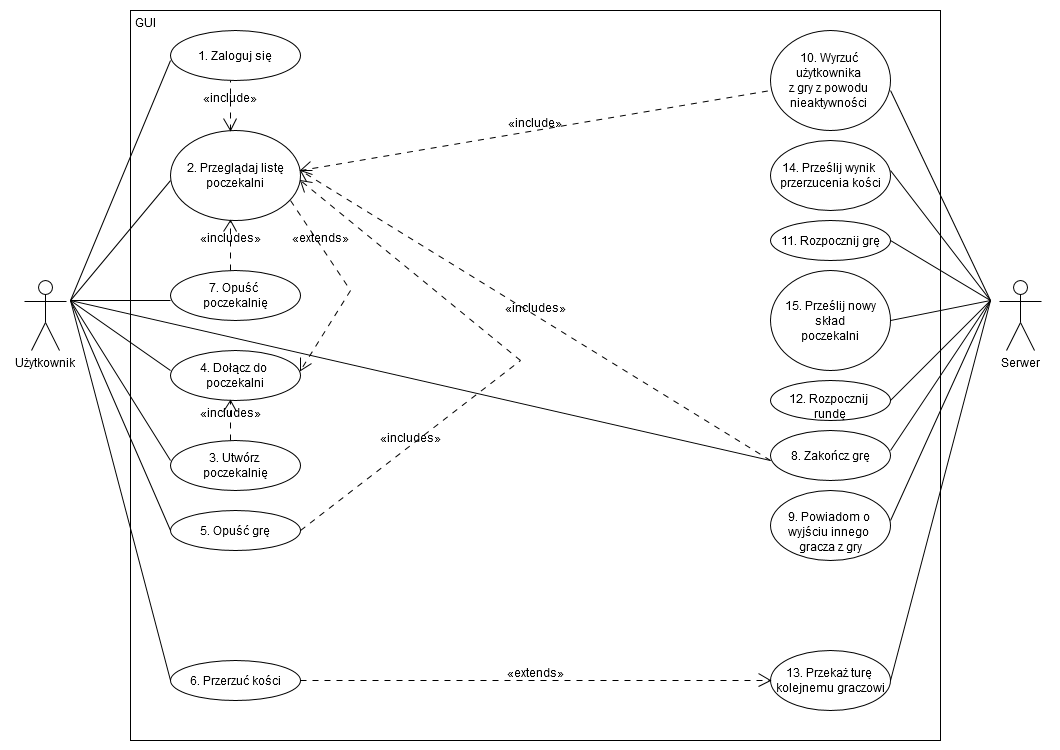 GUI
1. Zaloguj się
«include»
2. Przeglądaj listę
poczekalni
«includes»
«extends»
7. Opuść
poczekalnię
4. Dołącz do
poczekalni
«includes»
3. Utwórz
poczekalnię
5. Opuść grę
6. Przerzuć kości
Użytkownik
«include»
«includes»
«includes»
«extends»
10. Wyrzuć
użytkownika
z gry z powodu
nieaktywności
14. Prześlij wynik
przerzucenia kości
11. Rozpocznij grę
15. Prześlij nowy
skład
poczekalni
12. Rozpocznij
rundę
8. Zakończ grę
9. Powiadom o
wyjściu innego
gracza z gry
13. Przekaż turę
kolejnemu graczowi
Serwer